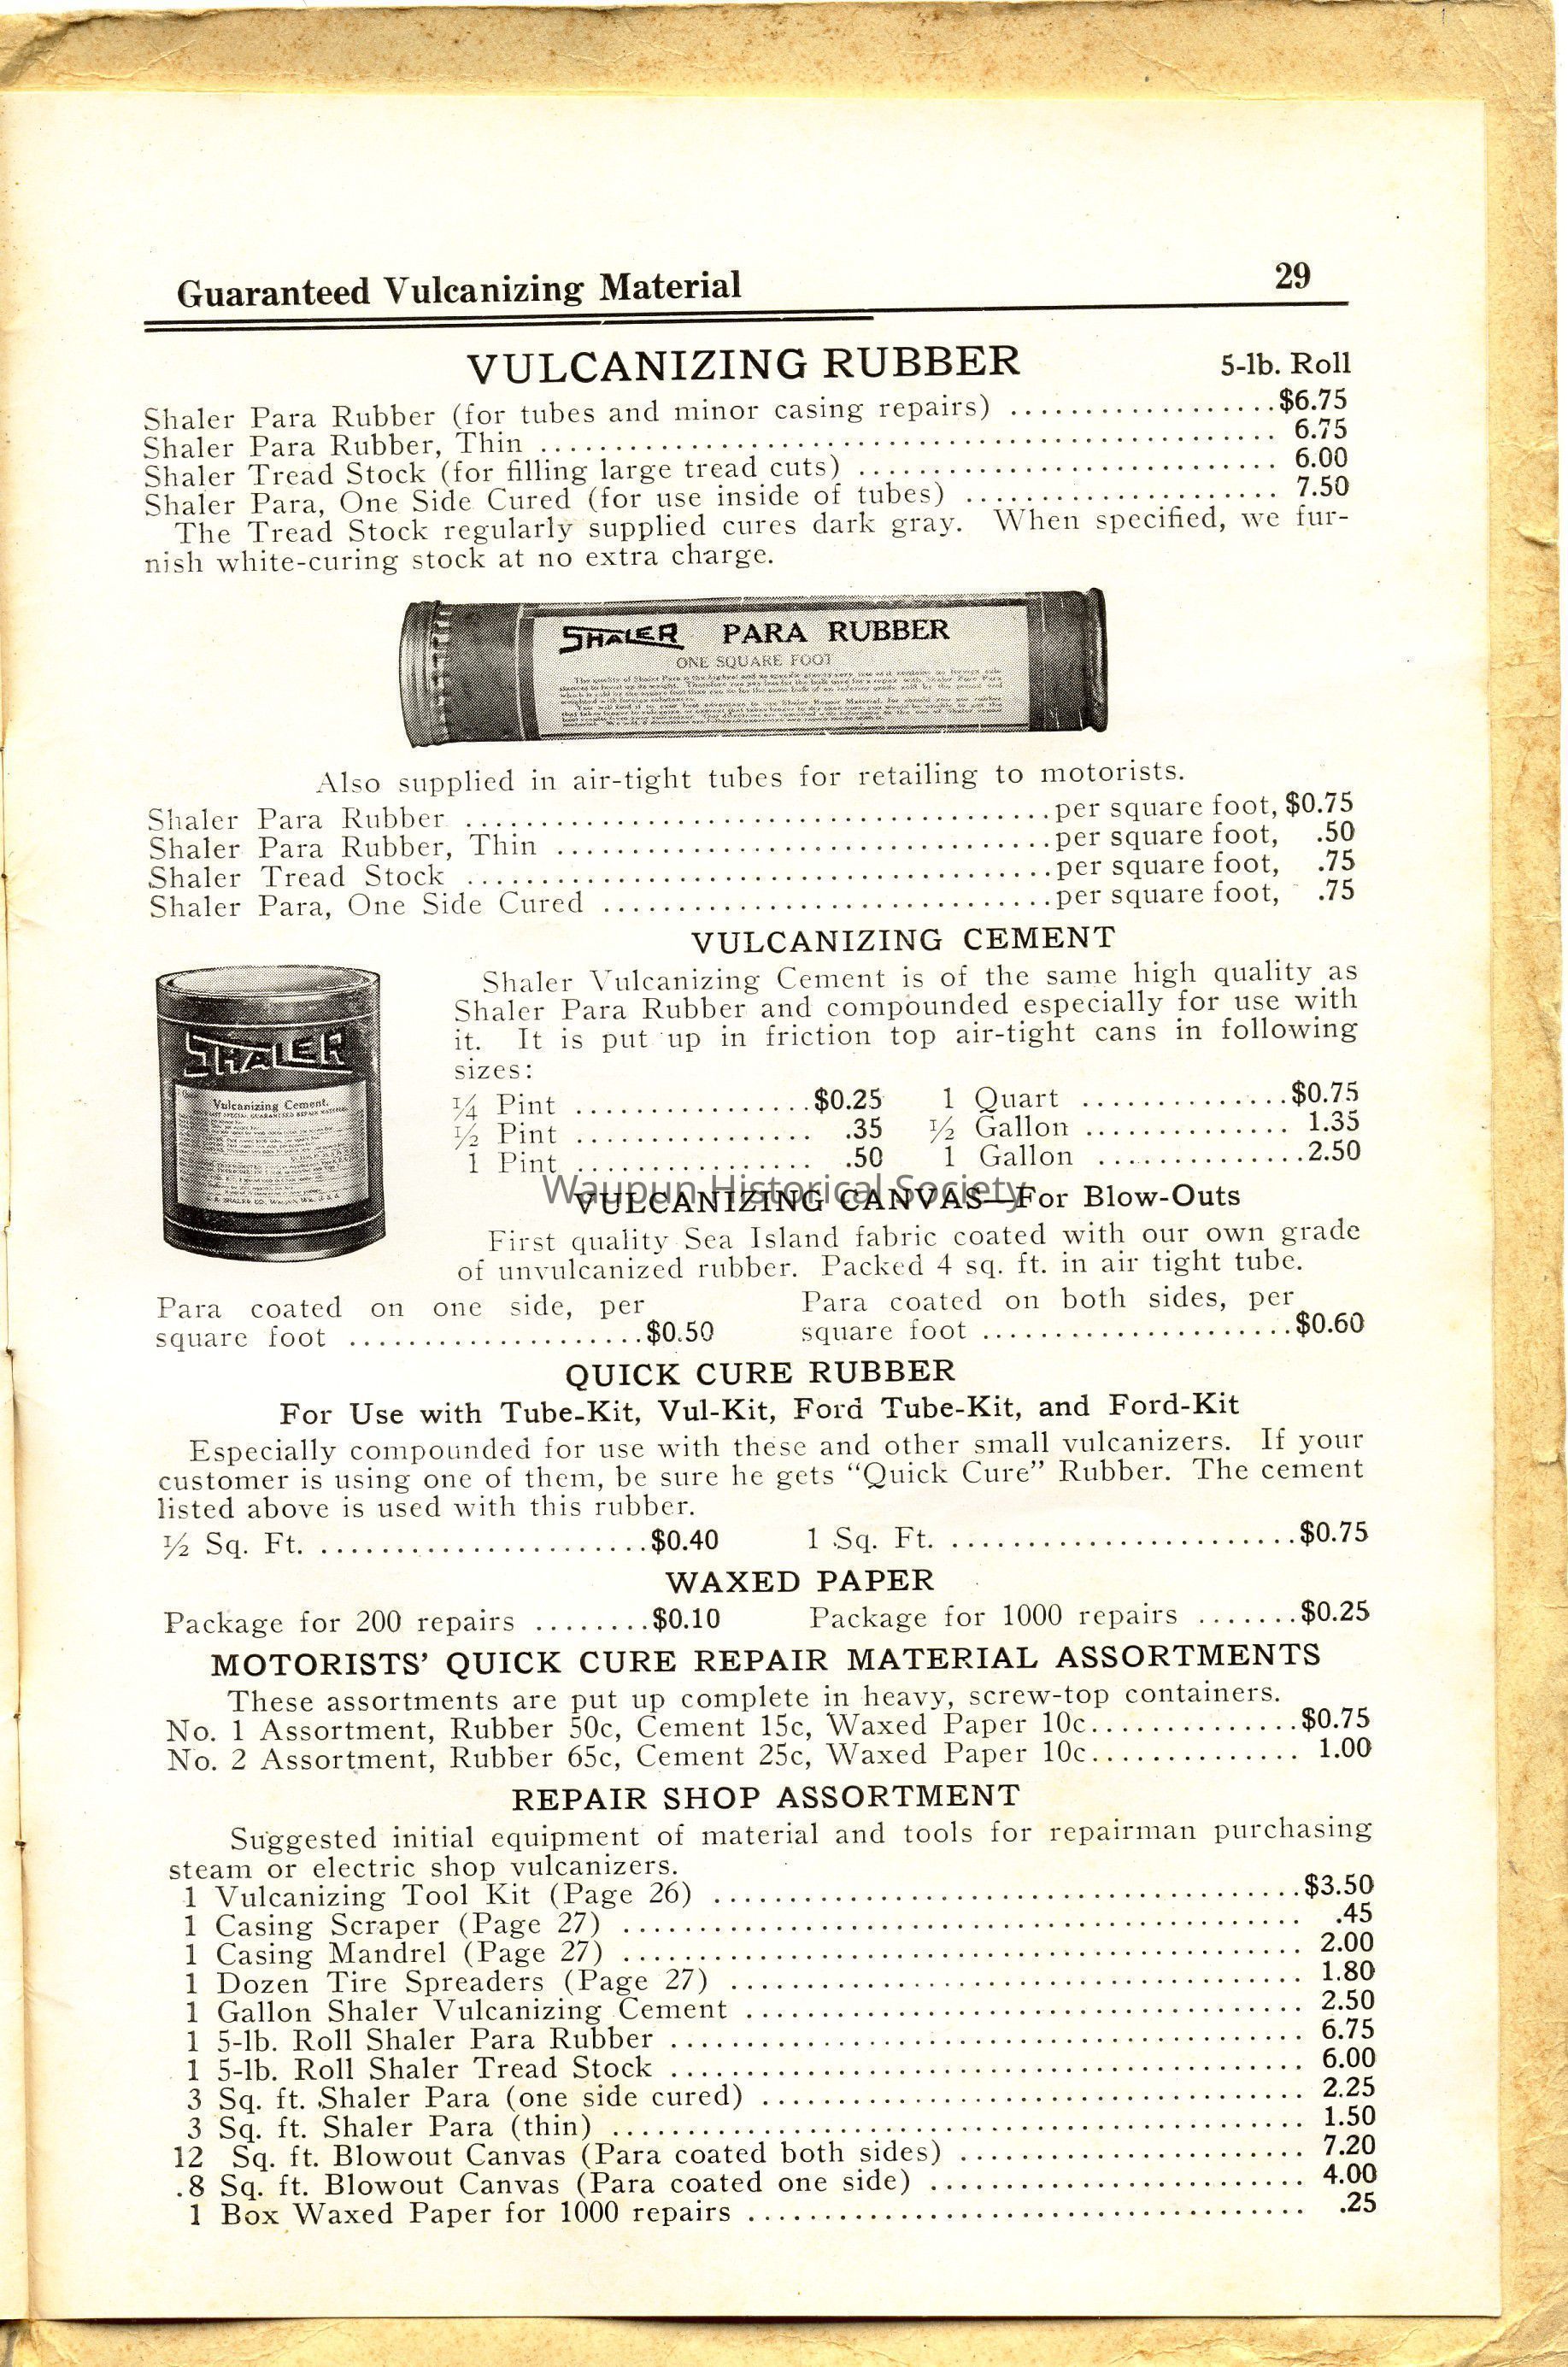 Guaranteed Vulcanizing Material 29
VULCANIZING RUBBER 5-lb. Roll
Shaler Para Rubber (for tubes and minor casing repairs) .................. $6.75
Shaler Para Rubber, Thin .................................................. 6.75
Shaler Tread Stock (for filling large tread cuts) ............................ 6.00
Shaler Para, One Side Cured (for use inside of tubes) ..................... 7.50
The Tread Stock regularly supplied cures dark gray. When specified, we fur-
nish white-curing stock at no extra charge.
SHALER PARA RUBBER
ONE SQUARE FOOT
Also supplied in air-tight tubes for retailing to motorists.
Shaler Para Rubber .......................................per square foot, $0.75
Shaler Para Rubber, Thin .................................per square foot, .50
Shaler Tread Stock .......................................per square foot, .75
Shaler Para, One Side Cured ..............................per square foot, .75
VULCANIZING CEMENT
Shaler Vulcanizing Cement is of the same high quality as
Shaler Para Rubber and compounded especially for use with
it. It is put up in friction top air-tight cans in following
sizes:
SHALER
Vulcanizing Cement.
¼ Pint ................$0.25 1 Quart ..............$0.75
½ Pint ................ .35 ½ Gallon .............. 1.35
1 Pint ................ .50 1 Gallon ..............2.50
Waupun Historical Society
VULCANIZING CANVAS—For Blow-Outs
First quality Sea Island fabric coated with our own grade
of unvulcanized rubber. Packed 4 sq. ft. in air tight tube.
Para coated on one side, per Para coated on both sides, per
square foot ....................$0.50 square foot .....................$0.60
QUICK CURE RUBBER
For Use with Tube-Kit, Vul-Kit, Ford Tube-Kit, and Ford-Kit
Especially compounded for use with these and other small vulcanizers. If your
customer is using one of them, be sure he gets "Quick Cure" Rubber. The cement
listed above is used with this rubber.
½ Sq. Ft. ......................$0.40 1 Sq. Ft. .......................$0.75
WAXED PAPER
Package for 200 repairs ........$0.10 Package for 1000 repairs .......$0.25
MOTORISTS' QUICK CURE REPAIR MATERIAL ASSORTMENTS
These assortments are put up complete in heavy, screw-top containers.
No. 1 Assortment, Rubber 50c, Cement 15c, Waxed Paper 10c..............$0.75
No. 2 Assortment, Rubber 65c, Cement 25c, Waxed Paper 10c.............. 1.00
REPAIR SHOP ASSORTMENT
Suggested initial equipment of material and tools for repairman purchasing
steam or electric shop vulcanizers.
1 Vulcanizing Tool Kit (Page 26) .......................................$3.50
1 Casing Scraper (Page 27) ............................................. .45
1 Casing Mandrel (Page 27) ............................................. 2.00
1 Dozen Tire Spreaders (Page 27) ...................................... 1.80
1 Gallon Shaler Vulcanizing Cement ..................................... 2.50
1 5-lb. Roll Shaler Para Rubber .......................................... 6.75
1 5-lb. Roll Shaler Tread Stock .......................................... 6.00
3 Sq. ft. Shaler Para (one side cured) .................................... 2.25
3 Sq. ft. Shaler Para (thin) .............................................. 1.50
12 Sq. ft. Blowout Canvas (Para coated both sides) ....................... 7.20
8 Sq. ft. Blowout Canvas (Para coated one side) ......................... 4.00
1 Box Waxed Paper for 1000 repairs ..................................... .25